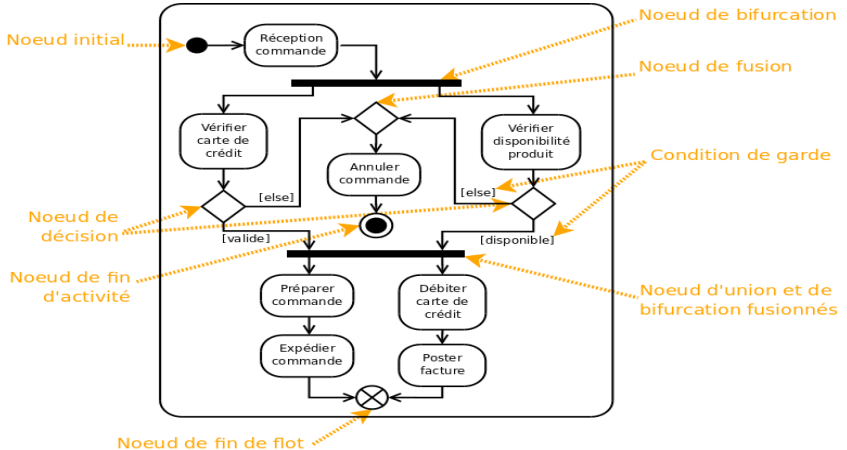 Noeud de bifurcation
Noeud initial
Réception
commande
Noeud de fusion
Vérifier
carte de
crédit
Vérifier
disponibilité
produit
Annuler
commande
Condition de garde
[else]
[else]
Noeud de
décision
[valide]
[disponible]
Noeud de fin
d'activité
Préparer
commande
Débiter
carte de
crédit
Noeud d'union et de
bifurcation fusionnés
Expédier
commande
Poster
facture
Noeud de fin de flot